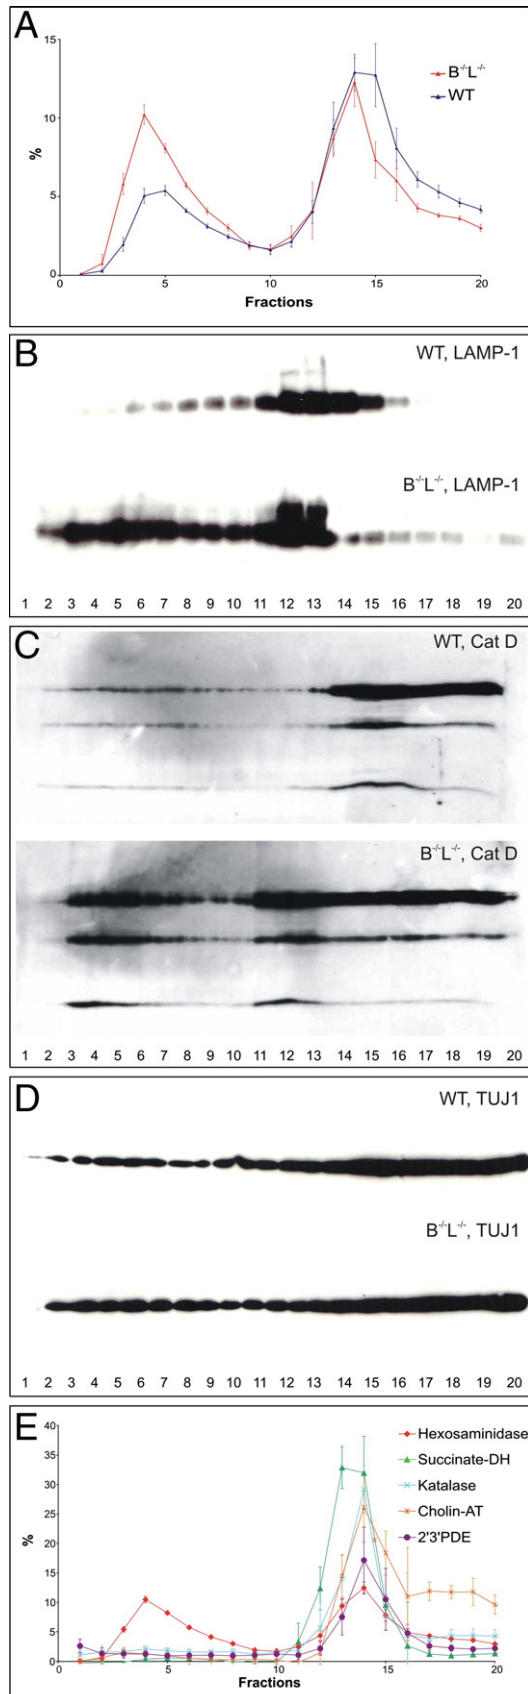 A
15
10
5
0
%
0 5 10 15 20
Fractions
B⁻/⁻L⁻/⁻
WT
B
WT, LAMP-1
B⁻/⁻L⁻/⁻, LAMP-1
1 2 3 4 5 6 7 8 9 10 11 12 13 14 15 16 17 18 19 20
C
WT, Cat D
B⁻/⁻L⁻/⁻, Cat D
1 2 3 4 5 6 7 8 9 10 11 12 13 14 15 16 17 18 19 20
D
WT, TUJ1
B⁻/⁻L⁻/⁻, TUJ1
1 2 3 4 5 6 7 8 9 10 11 12 13 14 15 16 17 18 19 20
E
40
35
30
25
20
15
10
5
0
%
0 5 10 15 20
Fractions
Hexosaminidase
Succinate-DH
Katalase
Cholin-AT
2'3'PDE